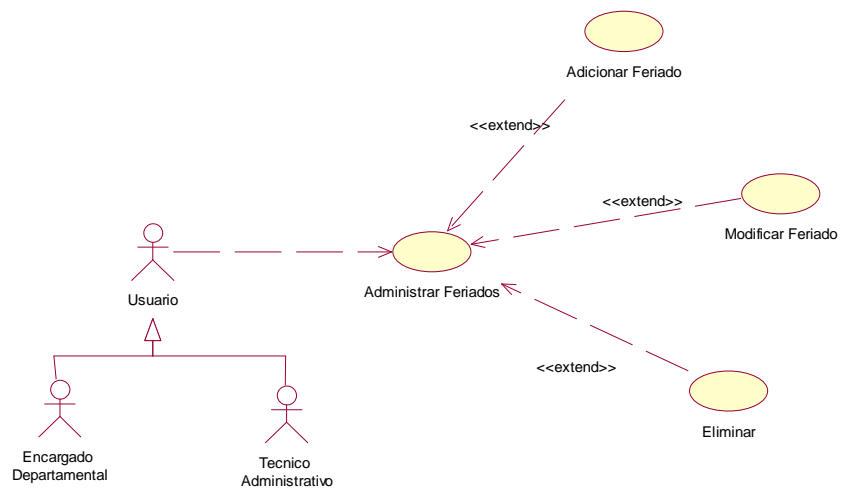 Adicionar Feriado
<<extend>>
<<extend>>
Modificar Feriado
Usuario
Administrar Feriados
<<extend>>
Eliminar
Encargado
Departamental
Tecnico
Administrativo